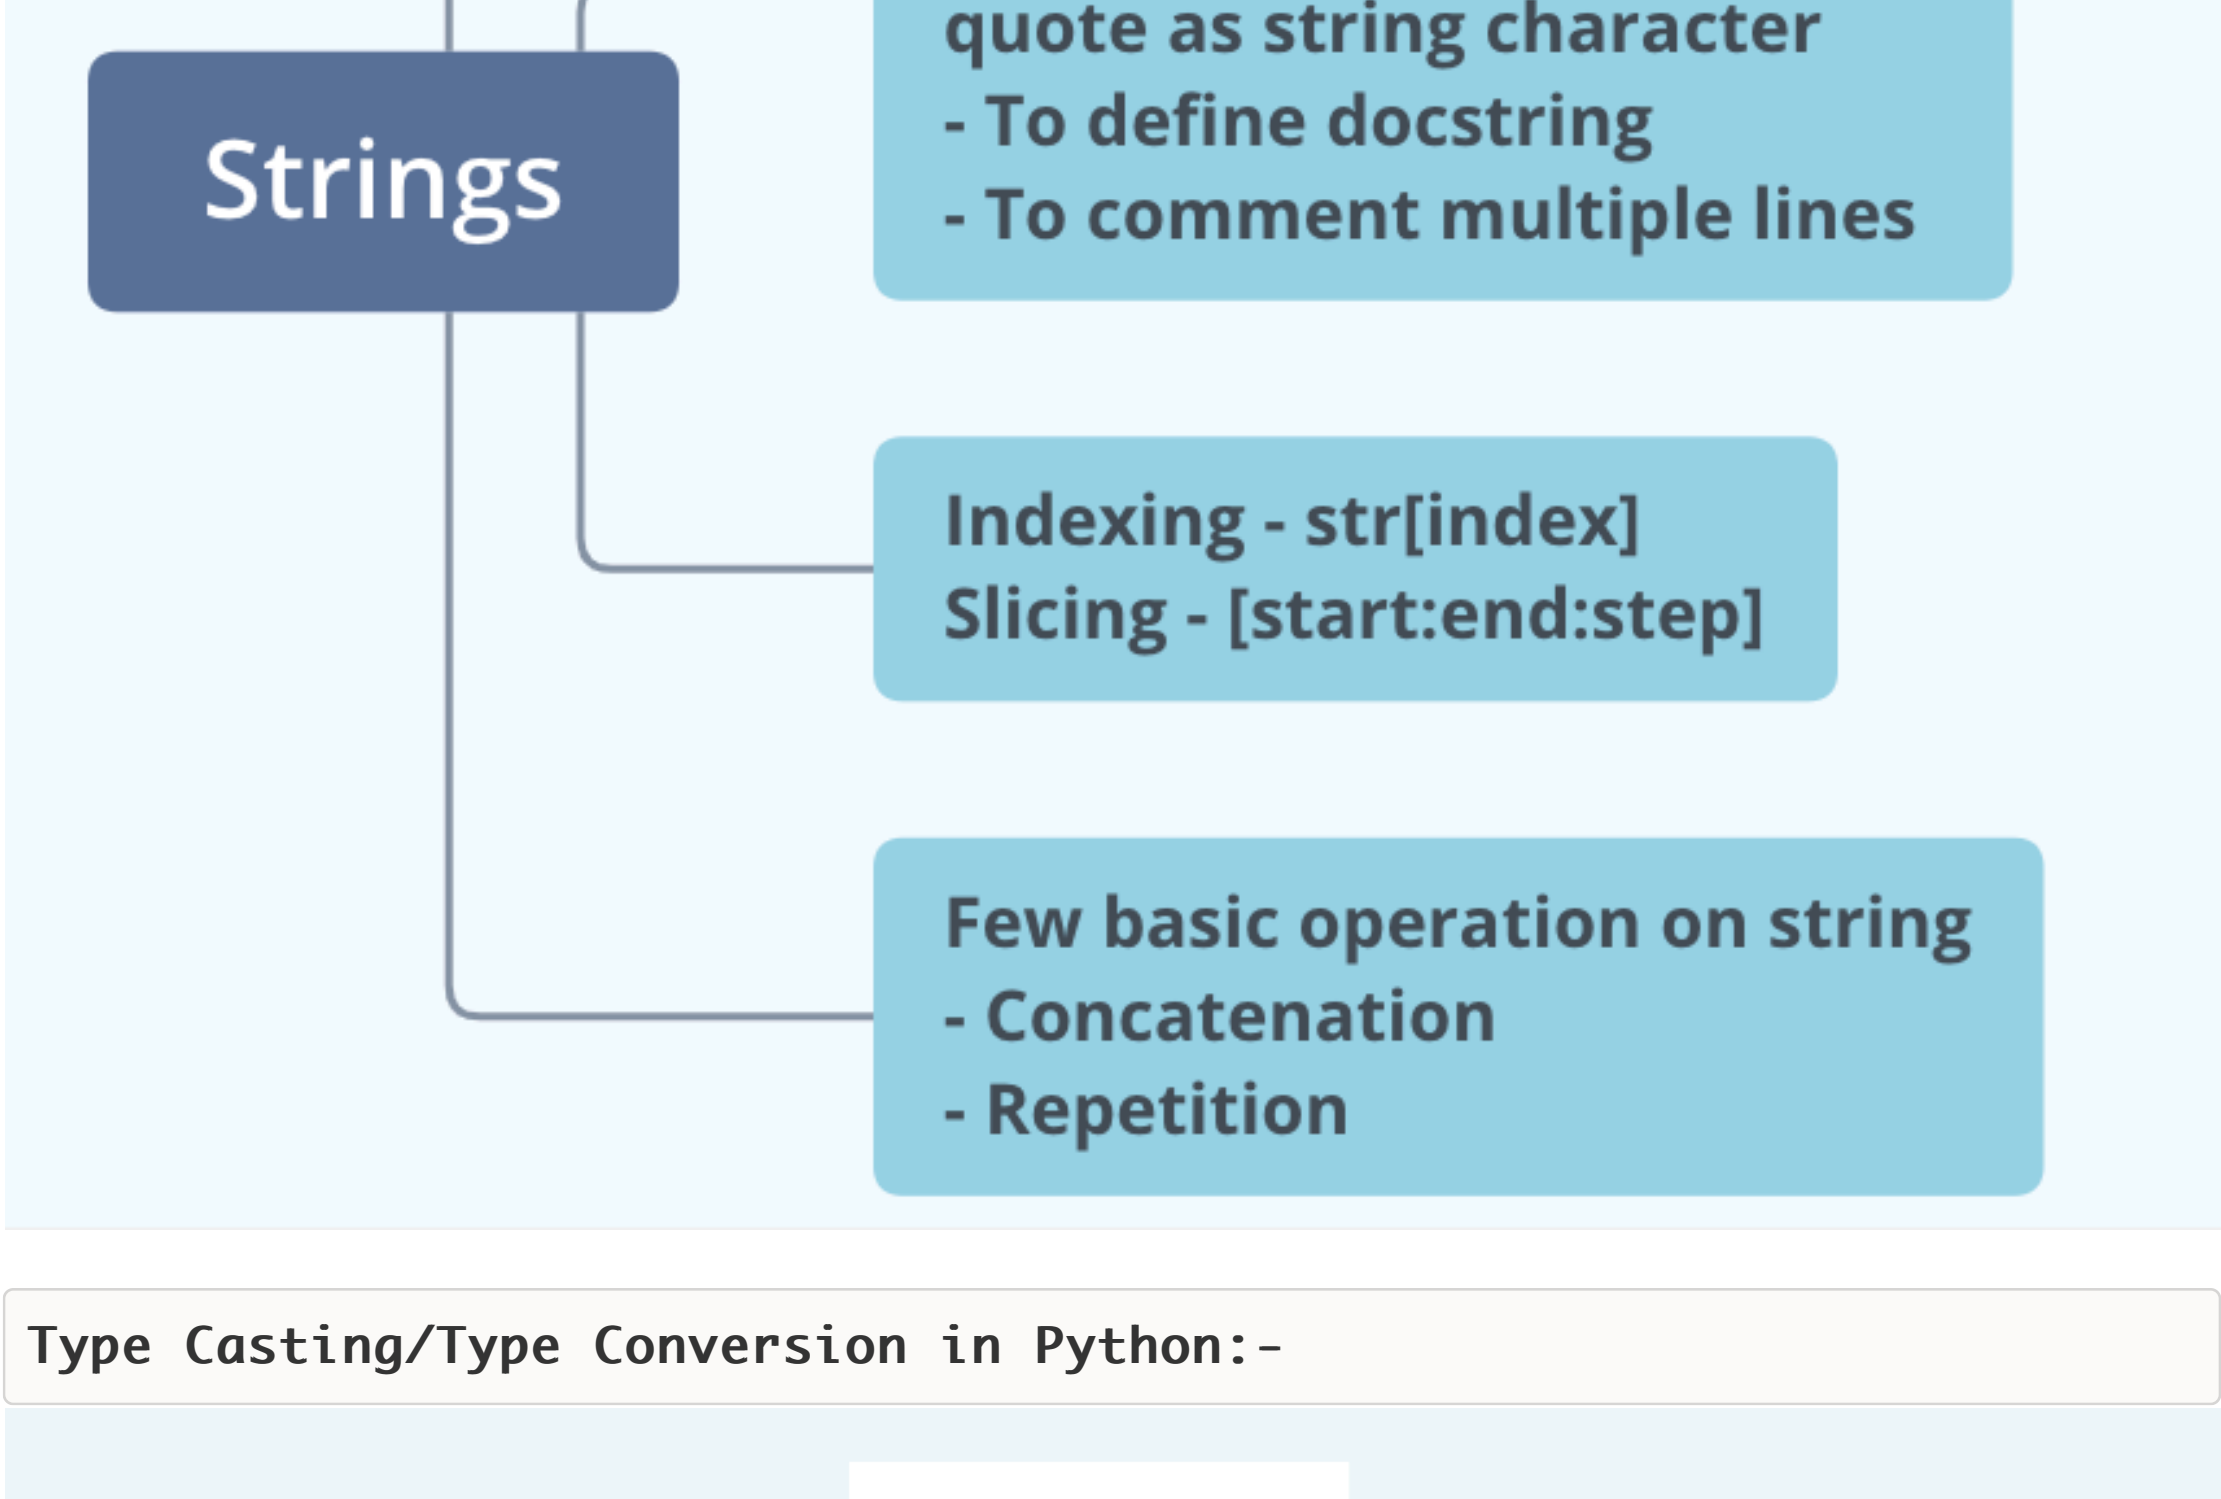 quote as string character
- To define docstring
- To comment multiple lines
Strings
Indexing - str[index]
Slicing - [start:end:step]
Few basic operation on string
- Concatenation
- Repetition
Type Casting/Type Conversion in Python:-